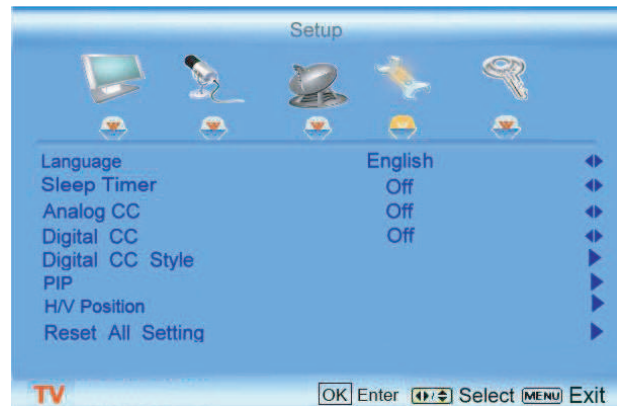 Setup
Language English
Sleep Timer Off
Analog CC Off
Digital CC Off
Digital CC Style
PIP
H/V Position
Reset All Setting
TV OK Enter Select MENU Exit